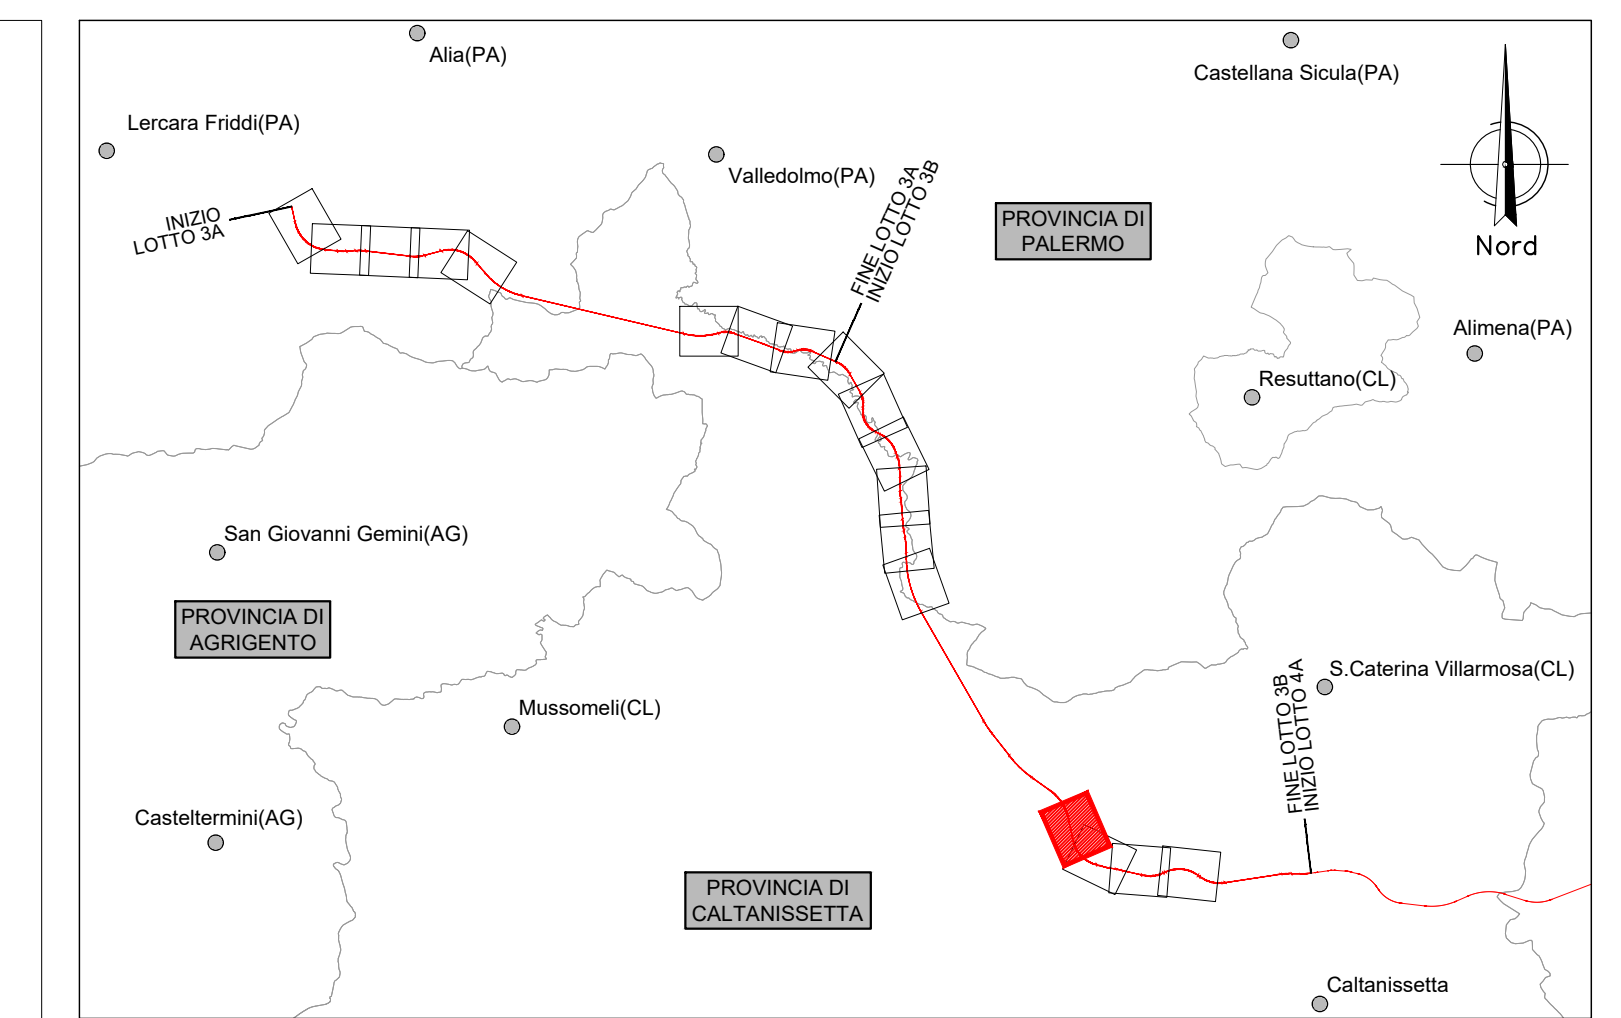 Alia(PA)
Castellana Sicula(PA)
Lercara Friddi(PA)
Valledolmo(PA)
INIZIO
LOTTO 3A
FINE LOTTO 3A
INIZIO LOTTO 3B
PROVINCIA DI
PALERMO
Nord
Alimena(PA)
Resuttano(CL)
San Giovanni Gemini(AG)
PROVINCIA DI
AGRIGENTO
S.Caterina Villarmosa(CL)
Mussomeli(CL)
FINE LOTTO 3B
INIZIO LOTTO 4A
Casteltermini(AG)
PROVINCIA DI
CALTANISSETTA
Caltanissetta